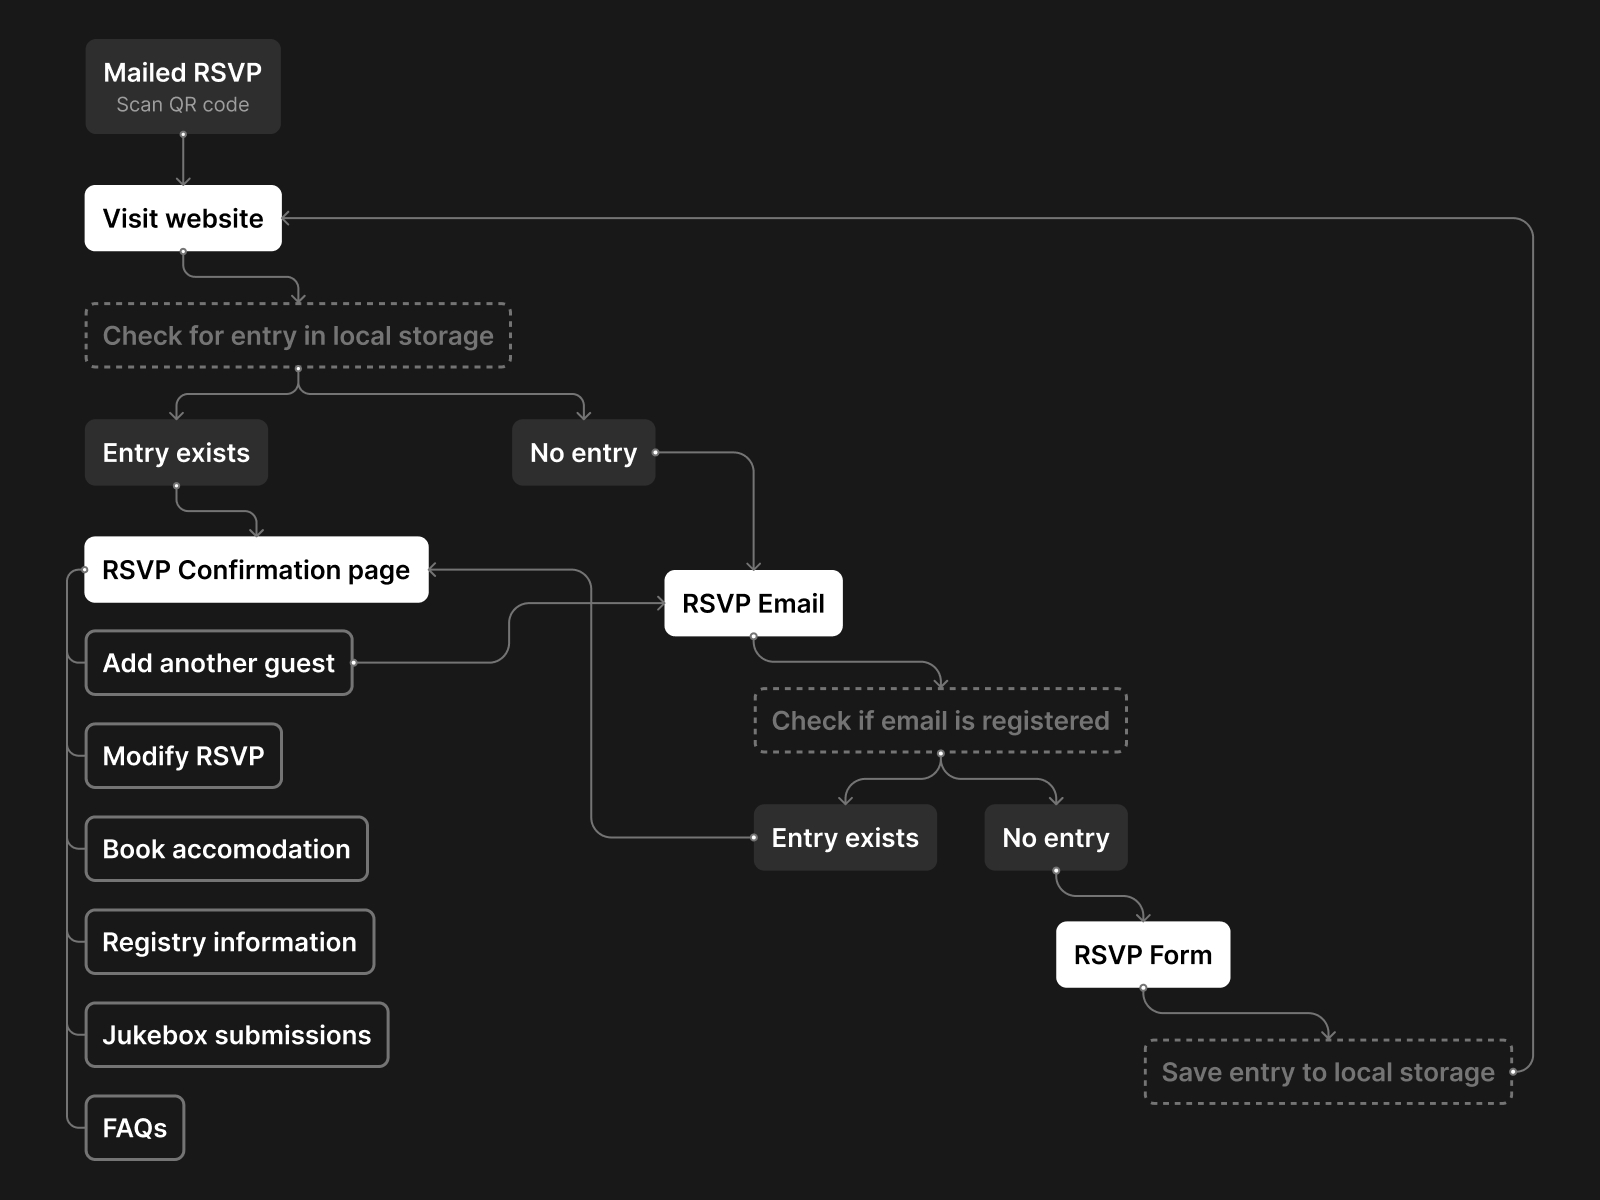 Mailed RSVP
Scan QR code
Visit website
Check for entry in local storage
Entry exists
No entry
RSVP Confirmation page
RSVP Email
Add another guest
Check if email is registered
Modify RSVP
Entry exists
No entry
Book accomodation
Registry information
RSVP Form
Jukebox submissions
Save entry to local storage
FAQs